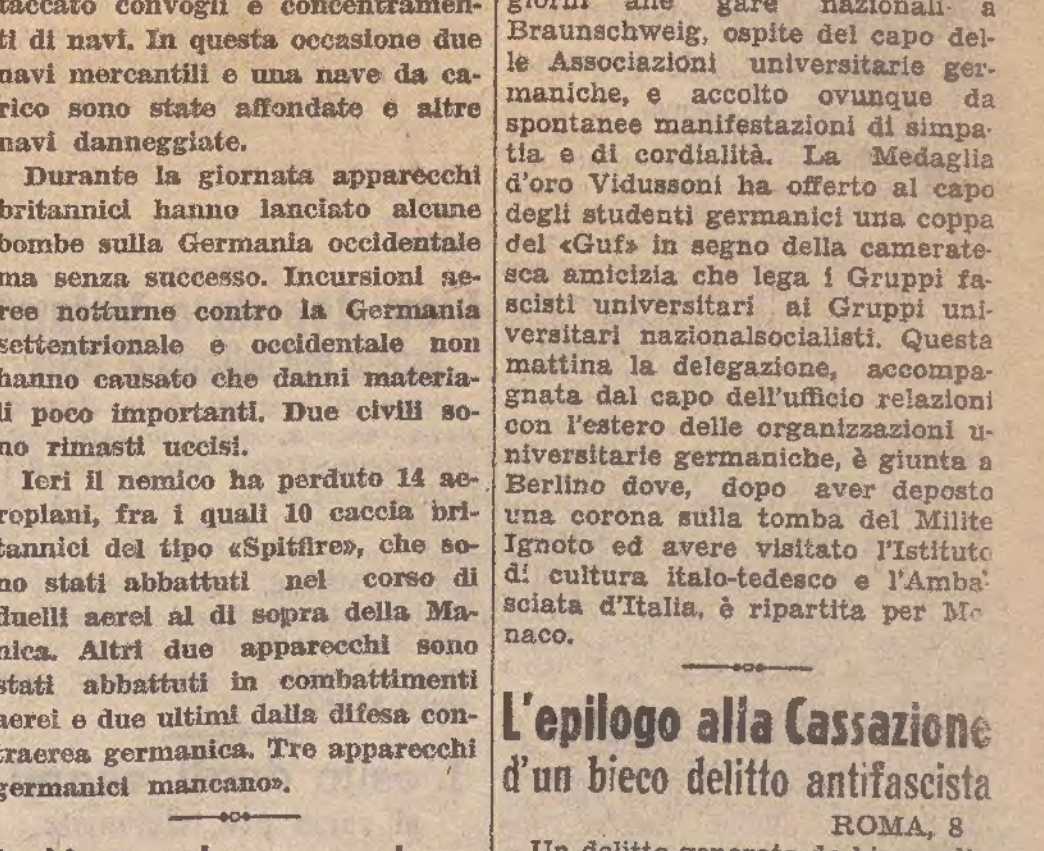 taccato convogli e concentramen-
ti di navi. In questa occasione due
navi mercantili e una nave da ca-
rico sono state affondate e altre
navi danneggiate.
Durante la giornata apparecchi
britannici hanno lanciato alcune
bombe sulla Germania occidentale
ma senza successo. Incursioni ae-
ree notturne contro la Germania
settentrionale e occidentale non
hanno causato che danni materia-
li poco importanti. Due civili so-
no rimasti uccisi.
Ieri il nemico ha perduto 14 ae-
roplani, fra i quali 10 caccia bri-
tannici del tipo «Spitfire», che so-
no stati abbattuti nel corso di
duelli aerei al di sopra della Ma-
nica. Altri due apparecchi sono
stati abbattuti in combattimenti
aerei e due ultimi dalla difesa con-
traerea germanica. Tre apparecchi
germanici mancano».
giorni alle gare nazionali a
Braunschweig, ospite del capo del-
le Associazioni universitarie ger-
maniche, e accolto ovunque da
spontanee manifestazioni di simpa-
tia e di cordialità. La Medaglia
d'oro Vidussoni ha offerto al capo
degli studenti germanici una coppa
del «Guf» in segno della camerate-
sca amicizia che lega i Gruppi fa-
scisti universitari ai Gruppi uni-
versitari nazionalsocialisti. Questa
mattina la delegazione, accompa-
gnata dal capo dell'ufficio relazioni
con l'estero delle organizzazioni u-
niversitarie germaniche, è giunta a
Berlino dove, dopo aver deposto
una corona sulla tomba del Milite
Ignoto ed avere visitato l'Istituto
di cultura italo-tedesco e l'Amba-
sciata d'Italia, è ripartita per Mo-
naco.
L'epilogo alla Cassazione
d'un bieco delitto antifascista
ROMA, 8
Un delitto